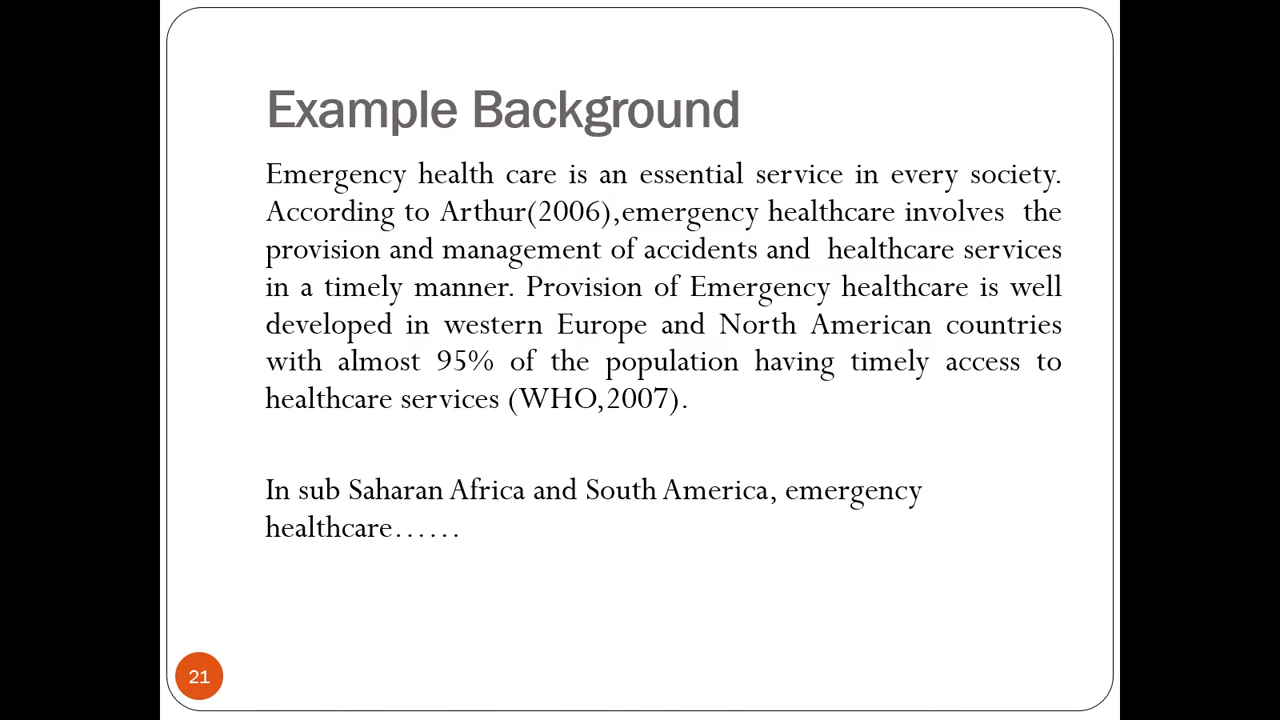 Example Background
Emergency health care is an essential service in every society.
According to Arthur(2006),emergency healthcare involves the
provision and management of accidents and healthcare services
in a timely manner. Provision of Emergency healthcare is well
developed in western Europe and North American countries
with almost 95% of the population having timely access to
healthcare services (WHO,2007).
In sub Saharan Africa and South America, emergency
healthcare……
21